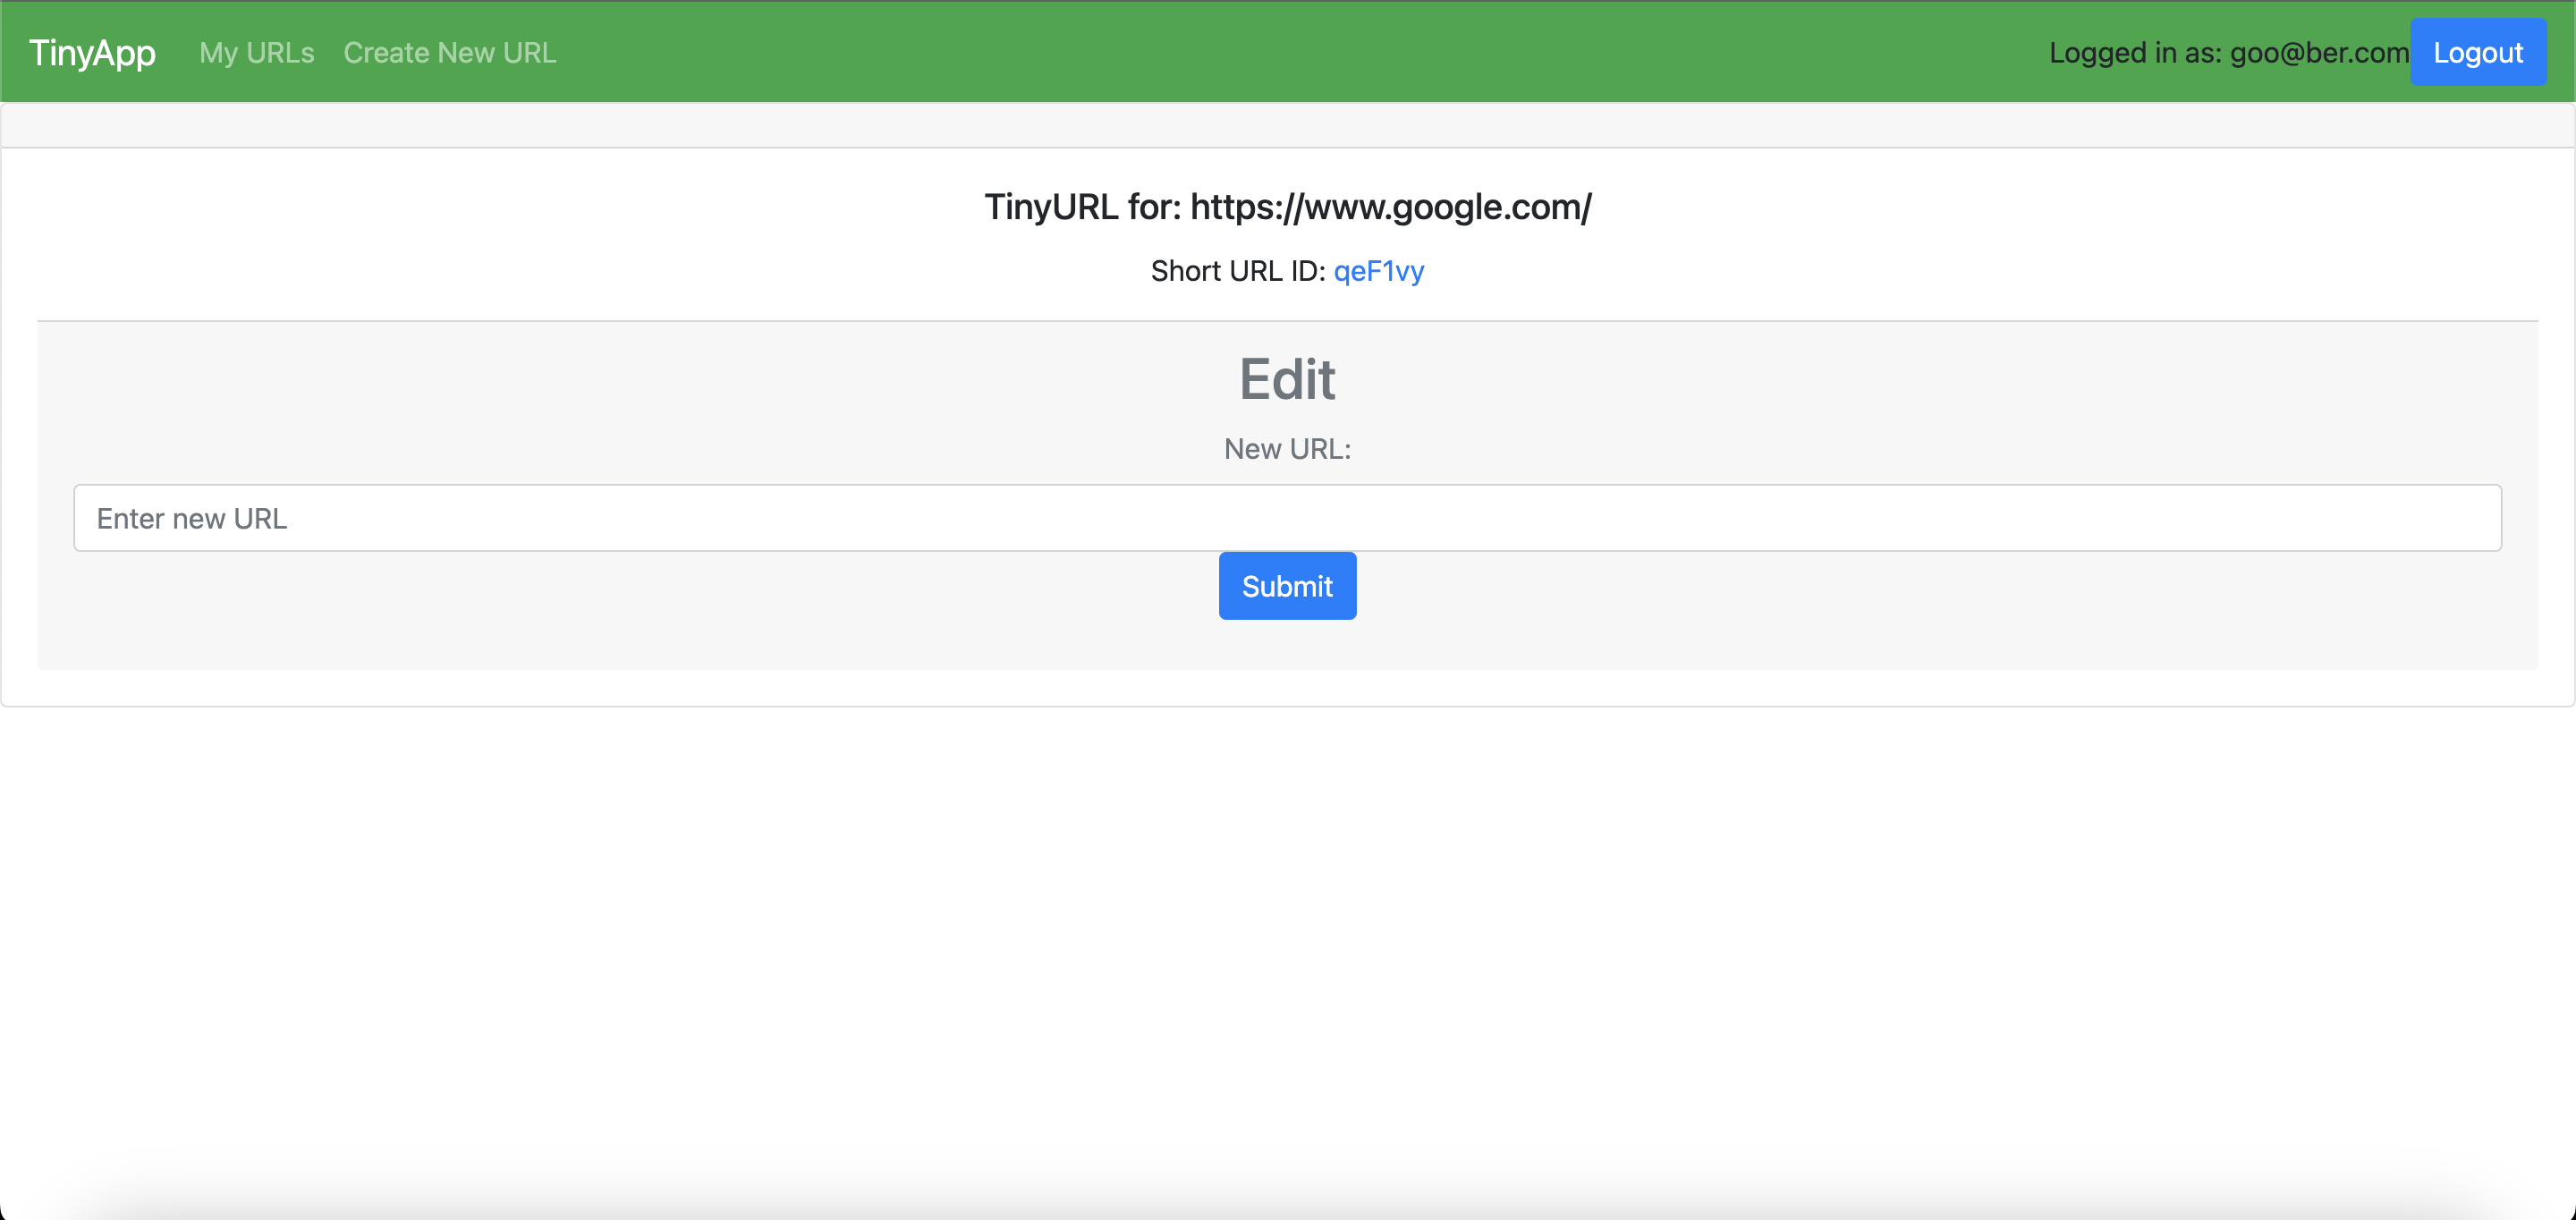 TinyApp My URLs Create New URL Logged in as: goo@ber.com Logout
TinyURL for: https://www.google.com/
Short URL ID: qeF1vy
Edit
New URL:
Enter new URL
Submit